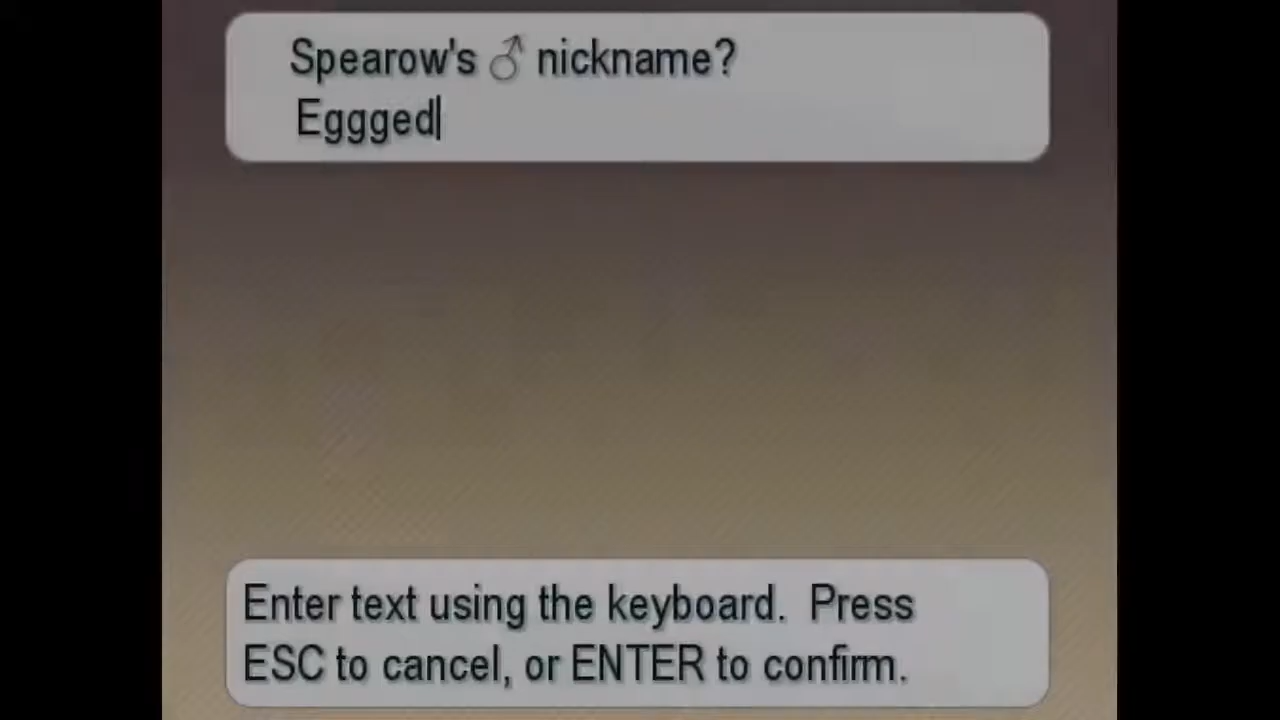 Spearow's ♂ nickname?
Eggged
Enter text using the keyboard. Press
ESC to cancel, or ENTER to confirm.